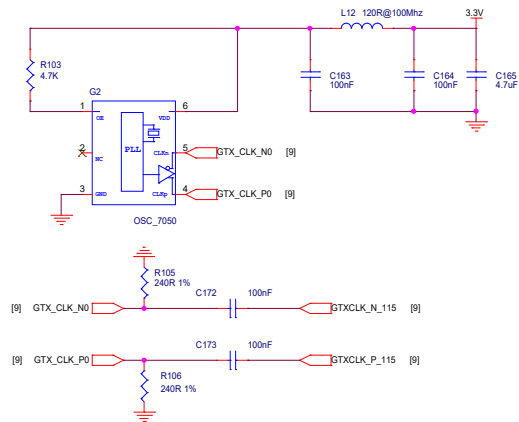 L12 120R@100Mhz
3.3V
R103
4.7K
C163
100nF
C164
100nF
C165
4.7uF
G2
1
OE
VDD
6
PLL
2
NC
CLKn
5
GTX_CLK_N0 [9]
3
GND
CLKp
4
GTX_CLK_P0 [9]
OSC_7050
R105
240R 1%
C172 100nF
[9] GTX_CLK_N0
GTXCLK_N_115 [9]
C173 100nF
[9] GTX_CLK_P0
GTXCLK_P_115 [9]
R106
240R 1%